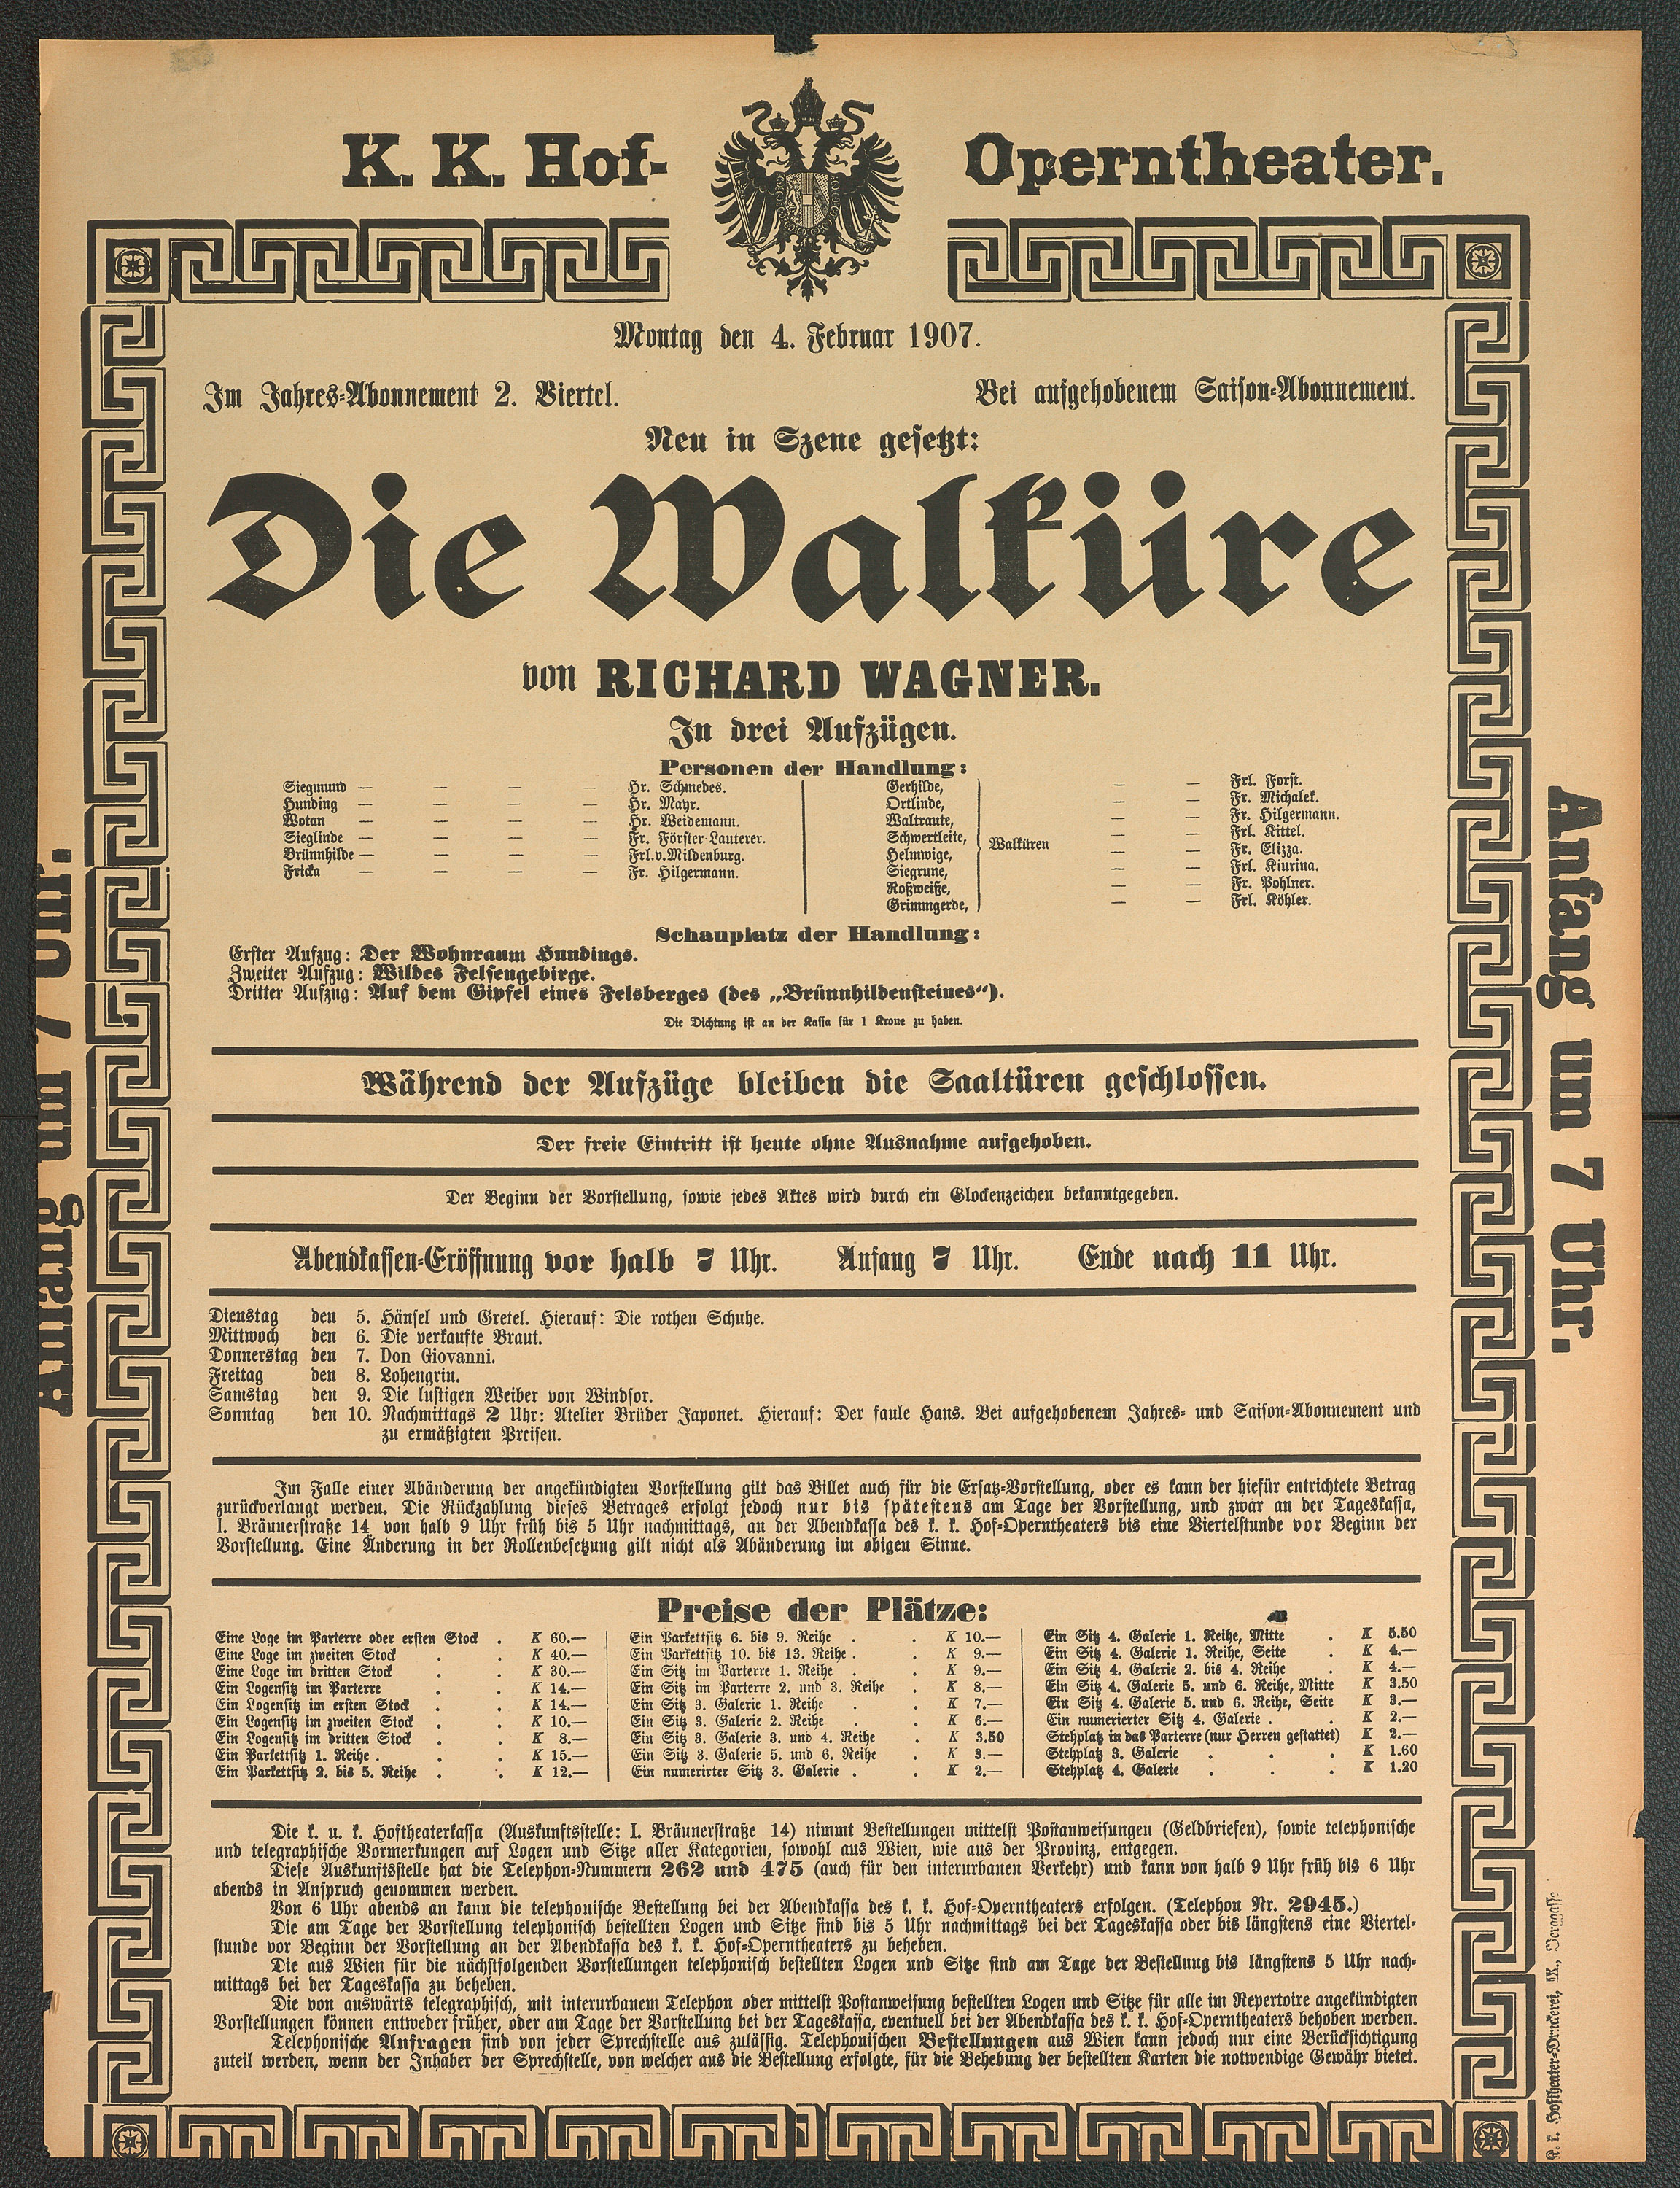 K. K. Hof-Operntheater.
Montag den 4. Februar 1907.
Im Jahres-Abonnement 2. Viertel. Bei aufgehobenem Saison-Abonnement.
Neu in Szene gesetzt:
Die Walküre
von RICHARD WAGNER.
In drei Aufzügen.
Personen der Handlung:
Siegmund — — — — Hr. Schmedes.
Hunding — — — — Hr. Mayr.
Wotan — — — — Hr. Weidemann.
Sieglinde — — — — Fr. Förster-Lauterer.
Brünnhilde — — — — Frl. v. Mildenburg.
Fricka — — — — Fr. Hilgermann.
Gerhilde, — — Frl. Forst.
Ortlinde, — — Fr. Michalek.
Waltraute, — — Fr. Hilgermann.
Schwertleite, — — Frl. Kittel.
Walküren
Helmwige, — — Fr. Elizza.
Siegrune, — — Frl. Kiurina.
Roßweiße, — — Fr. Pohlner.
Grimmgerde, — — Frl. Köhler.
Schauplatz der Handlung:
Erster Aufzug: Der Wohnraum Hundings.
Zweiter Aufzug: Wildes Felsengebirge.
Dritter Aufzug: Auf dem Gipfel eines Felsberges (des „Brünnhildensteines“).
Die Dichtung ist an der Kassa für 1 Krone zu haben.
Während der Aufzüge bleiben die Saaltüren geschlossen.
Der freie Eintritt ist heute ohne Ausnahme aufgehoben.
Der Beginn der Vorstellung, sowie jedes Aktes wird durch ein Glockenzeichen bekanntgegeben.
Abendkassen-Eröffnung vor halb 7 Uhr. Anfang 7 Uhr. Ende nach 11 Uhr.
Dienstag den 5. Hänsel und Gretel. Hierauf: Die rothen Schuhe.
Mittwoch den 6. Die verkaufte Braut.
Donnerstag den 7. Don Giovanni.
Freitag den 8. Lohengrin.
Samstag den 9. Die lustigen Weiber von Windsor.
Sonntag den 10. Nachmittags 2 Uhr: Atelier Brüder Japonet. Hierauf: Der faule Hans. Bei aufgehobenem Jahres- und Saison-Abonnement und
zu ermäßigten Preisen.
Im Falle einer Abänderung der angekündigten Vorstellung gilt das Billet auch für die Ersatz-Vorstellung, oder es kann der hiefür entrichtete Betrag
zurückverlangt werden. Die Rückzahlung dieses Betrages erfolgt jedoch nur bis spätestens am Tage der Vorstellung, und zwar an der Tageskassa,
I. Bräunerstraße 14, von halb 9 Uhr früh bis 5 Uhr nachmittags, an der Abendkassa des k. k. Hof-Operntheaters bis eine Viertelstunde vor Beginn der
Vorstellung. Eine Änderung in der Rollenbesetzung gilt nicht als Abänderung im obigen Sinne.
Preise der Plätze:
Eine Loge im Parterre oder ersten Stock . K 60.—
Eine Loge im zweiten Stock . . K 40.—
Eine Loge im dritten Stock . . K 30.—
Ein Logensitz im Parterre . . K 14.—
Ein Logensitz im ersten Stock . . K 14.—
Ein Logensitz im zweiten Stock . . K 10.—
Ein Logensitz im dritten Stock . . K 8.—
Ein Parkettsitz 1. Reihe . . . K 15.—
Ein Parkettsitz 2. bis 5. Reihe . . K 12.—
Ein Parkettsitz 6. bis 9. Reihe . . K 10.—
Ein Parkettsitz 10. bis 13. Reihe . . K 9.—
Ein Sitz im Parterre 1. Reihe . . K 9.—
Ein Sitz im Parterre 2. und 3. Reihe . K 8.—
Ein Sitz 3. Galerie 1. Reihe . . K 7.—
Ein Sitz 3. Galerie 2. Reihe . . K 6.—
Ein Sitz 3. Galerie 3. und 4. Reihe . K 3.50
Ein Sitz 3. Galerie 5. und 6. Reihe . K 3.—
Ein numerirter Sitz 3. Galerie . . K 2.—
Ein Sitz 4. Galerie 1. Reihe, Mitte . K 5.50
Ein Sitz 4. Galerie 1. Reihe, Seite . K 4.—
Ein Sitz 4. Galerie 2. bis 4. Reihe . K 4.—
Ein Sitz 4. Galerie 5. und 6. Reihe, Mitte K 3.50
Ein Sitz 4. Galerie 5. und 6. Reihe, Seite K 3.—
Ein numerierter Sitz 4. Galerie . . K 2.—
Stehplatz in das Parterre (nur Herren gestattet) K 2.—
Stehplatz 3. Galerie . . . K 1.60
Stehplatz 4. Galerie . . . K 1.20
Die k. u. k. Hoftheaterkassa (Auskunftsstelle: I. Bräunerstraße 14) nimmt Bestellungen mittelst Postanweisungen (Geldbriefen), sowie telephonische
und telegraphische Vormerkungen auf Logen und Sitze aller Kategorien, sowohl aus Wien, wie aus der Provinz, entgegen.
Diese Auskunftsstelle hat die Telephon-Nummern 262 und 475 (auch für den interurbanen Verkehr) und kann von halb 9 Uhr früh bis 6 Uhr
abends in Anspruch genommen werden.
Von 6 Uhr abends an kann die telephonische Bestellung bei der Abendkassa des k. k. Hof-Operntheaters erfolgen. (Telephon Nr. 2945.)
Die am Tage der Vorstellung telephonisch bestellten Logen und Sitze sind bis 5 Uhr nachmittags bei der Tageskassa oder bis längstens eine Viertel-
stunde vor Beginn der Vorstellung an der Abendkassa des k. k. Hof-Operntheaters zu beheben.
Die aus Wien für die nächstfolgenden Vorstellungen telephonisch bestellten Logen und Sitze sind am Tage der Bestellung bis längstens 5 Uhr nach-
mittags bei der Tageskassa zu beheben.
Die von auswärts telegraphisch, mit interurbanem Telephon oder mittelst Postanweisung bestellten Logen und Sitze für alle im Repertoire angekündigten
Vorstellungen können entweder früher, oder am Tage der Vorstellung bei der Tageskassa, eventuell bei der Abendkassa des k. k. Hof-Operntheaters behoben werden.
Telephonische Anfragen sind von jeder Sprechstelle aus zulässig. Telephonischen Bestellungen aus Wien kann jedoch nur eine Berücksichtigung
zuteil werden, wenn der Inhaber der Sprechstelle, von welcher aus die Bestellung erfolgte, für die Behebung der bestellten Karten die notwendige Gewähr bietet.
Anfang um 7 Uhr.
Anfang um 7 Uhr.
K. k. Hoftheater-Druckerei, IX., Berggasse